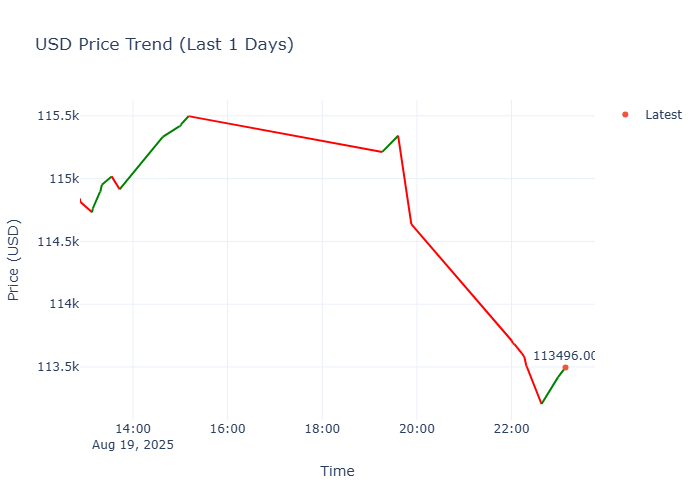 USD Price Trend (Last 1 Days)
Latest
115.5k
115k
114.5k
114k
113.5k
Price (USD)
113496.00
14:00
16:00
18:00
20:00
22:00
Aug 19, 2025
Time